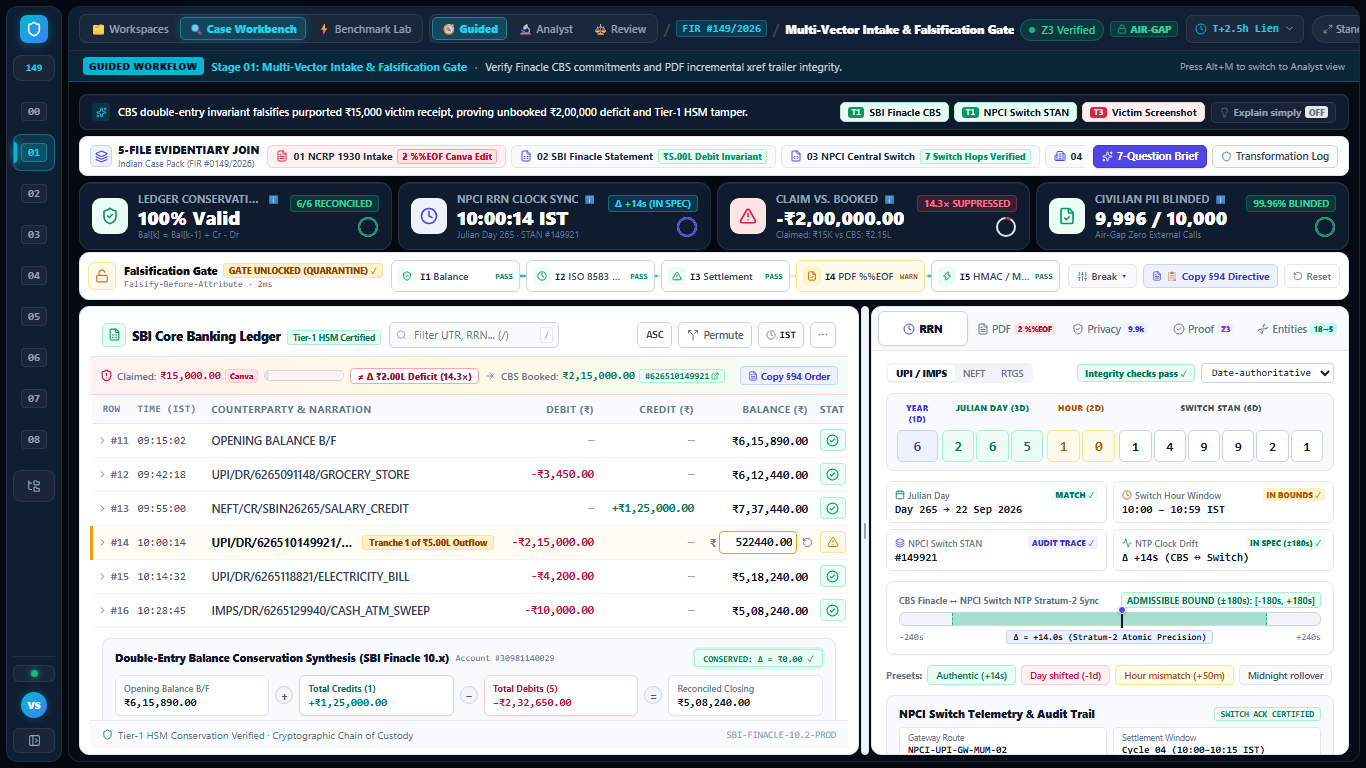 Workspaces
Case Workbench
Benchmark Lab
Guided
Analyst
Review
/
FIR #149/2026
/
Multi-Vector Intake & Falsification Gate
Z3 Verified
AIR-GAP
T+2.5h Lien
149
GUIDED WORKFLOW
Stage 01: Multi-Vector Intake & Falsification Gate · Verify Finacle CBS commitments and PDF incremental xref trailer integrity.
Press Alt+M to switch to Analyst view
00
01
02
03
04
05
06
07
08
VS
CBS double-entry invariant falsifies purported ₹15,000 victim receipt, proving unbooked ₹2,00,000 deficit and Tier-1 HSM tamper.
T1 SBI Finacle CBS
T1 NPCI Switch STAN
T3 Victim Screenshot
Explain simply OFF
5-FILE EVIDENTIARY JOIN
Indian Case Pack (FIR #0149/2026)
01 NCRP 1930 Intake 2 %%EOF Canva Edit
02 SBI Finacle Statement ₹5.00L Debit Invariant
03 NPCI Central Switch 7 Switch Hops Verified
04
7-Question Brief
Transformation Log
LEDGER CONSERVATI...
6/6 RECONCILED
100% Valid
Bal[k] = Bal[k-1] + Cr - Dr
NPCI RRN CLOCK SYNC
Δ +14s (IN SPEC)
10:00:14 IST
Julian Day 265 · STAN #149921
CLAIM VS. BOOKED
14.3× SUPPRESSED
-₹2,00,000.00
Claimed: ₹15K vs CBS: ₹2.15L
CIVILIAN PII BLINDED
99.96% BLINDED
9,996 / 10,000
Air-Gap Zero External Calls
Falsification Gate
GATE UNLOCKED (QUARANTINE) ✓
Falsify-Before-Attribute · 2ms
I1 Balance PASS
I2 ISO 8583 ... PASS
I3 Settlement PASS
I4 PDF %%EOF WARN
I5 HMAC / M... PASS
Break
Copy §94 Directive
Reset
SBI Core Banking Ledger
Tier-1 HSM Certified
Filter UTR, RRN... (/)
/
ASC
Permute
IST
...
Claimed: ₹15,000.00 Canva
≠ Δ ₹2.00L Deficit (14.3×)
→ CBS Booked: ₹2,15,000.00
#626510149921
Copy §94 Order
ROW TIME (IST) COUNTERPARTY & NARRATION DEBIT (₹) CREDIT (₹) BALANCE (₹) STAT
#11 09:15:02 OPENING BALANCE B/F — — ₹6,15,890.00
#12 09:42:18 UPI/DR/6265091148/GROCERY_STORE -₹3,450.00 — ₹6,12,440.00
#13 09:55:00 NEFT/CR/SBIN26265/SALARY_CREDIT — +₹1,25,000.00 ₹7,37,440.00
#14 10:00:14 UPI/DR/626510149921/... Tranche 1 of ₹5.00L Outflow -₹2,15,000.00 — ₹ 522440.00
#15 10:14:32 UPI/DR/6265118821/ELECTRICITY_BILL -₹4,200.00 — ₹5,18,240.00
#16 10:28:45 IMPS/DR/6265129940/CASH_ATM_SWEEP -₹10,000.00 — ₹5,08,240.00
Double-Entry Balance Conservation Synthesis (SBI Finacle 10.x) Account #30981140029
CONSERVED: Δ = ₹0.00 ✓
Opening Balance B/F
₹6,15,890.00
+
Total Credits (1)
+₹1,25,000.00
−
Total Debits (5)
-₹2,32,650.00
=
Reconciled Closing
₹5,08,240.00
Tier-1 HSM Conservation Verified · Cryptographic Chain of Custody
SBI-FINACLE-10.2-PROD
RRN
PDF 2 %%EOF
Privacy 9.9k
Proof Z3
Entities 18→5
UPI / IMPS
NEFT
RTGS
Integrity checks pass ✓
Date-authoritative
YEAR (1D)
JULIAN DAY (3D)
HOUR (2D)
SWITCH STAN (6D)
6 2 6 5 1 0 1 4 9 9 2 1
Julian Day MATCH ✓
Day 265 → 22 Sep 2026
Switch Hour Window IN BOUNDS ✓
10:00 – 10:59 IST
NPCI Switch STAN AUDIT TRACE ✓
#149921
NTP Clock Drift IN SPEC (±180s) ✓
Δ +14s (CBS ↔ Switch)
CBS Finacle ↔ NPCI Switch NTP Stratum-2 Sync
ADMISSIBLE BOUND (±180s): [-180s, +180s]
-240s
Δ = +14.0s (Stratum-2 Atomic Precision)
+240s
Presets:
Authentic (+14s)
Day shifted (-1d)
Hour mismatch (+50m)
Midnight rollover
NPCI Switch Telemetry & Audit Trail
SWITCH ACK CERTIFIED
Gateway Route
NPCI-UPI-GW-MUM-02
Settlement Window
Cycle 04 (10:00–10:15 IST)